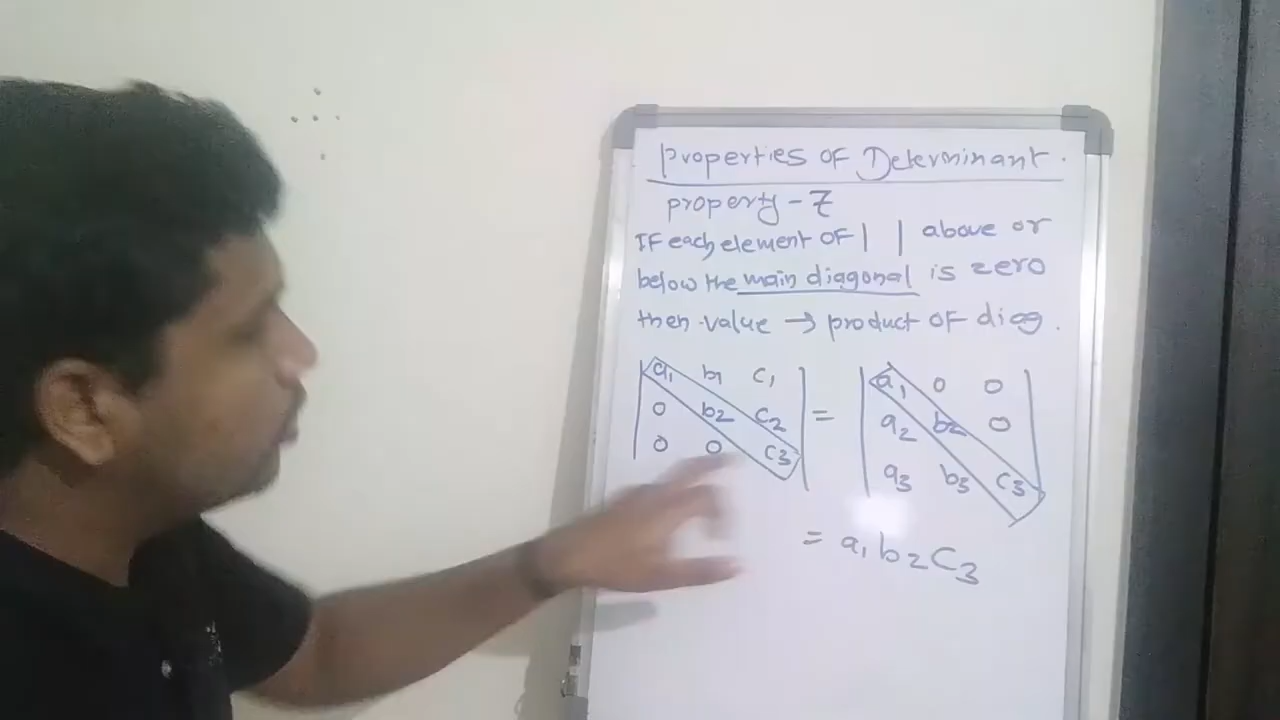 Properties of Determinant.
property - 7
IF each element of | | above or
below the main diagonal is zero
then value → product of diag.
| a₁ b₁ c₁ | | a₁ 0 0 |
| 0 b₂ c₂ | = | a₂ b₂ 0 |
| 0 0 c₃ | | a₃ b₃ c₃ |
= a₁ b₂ c₃